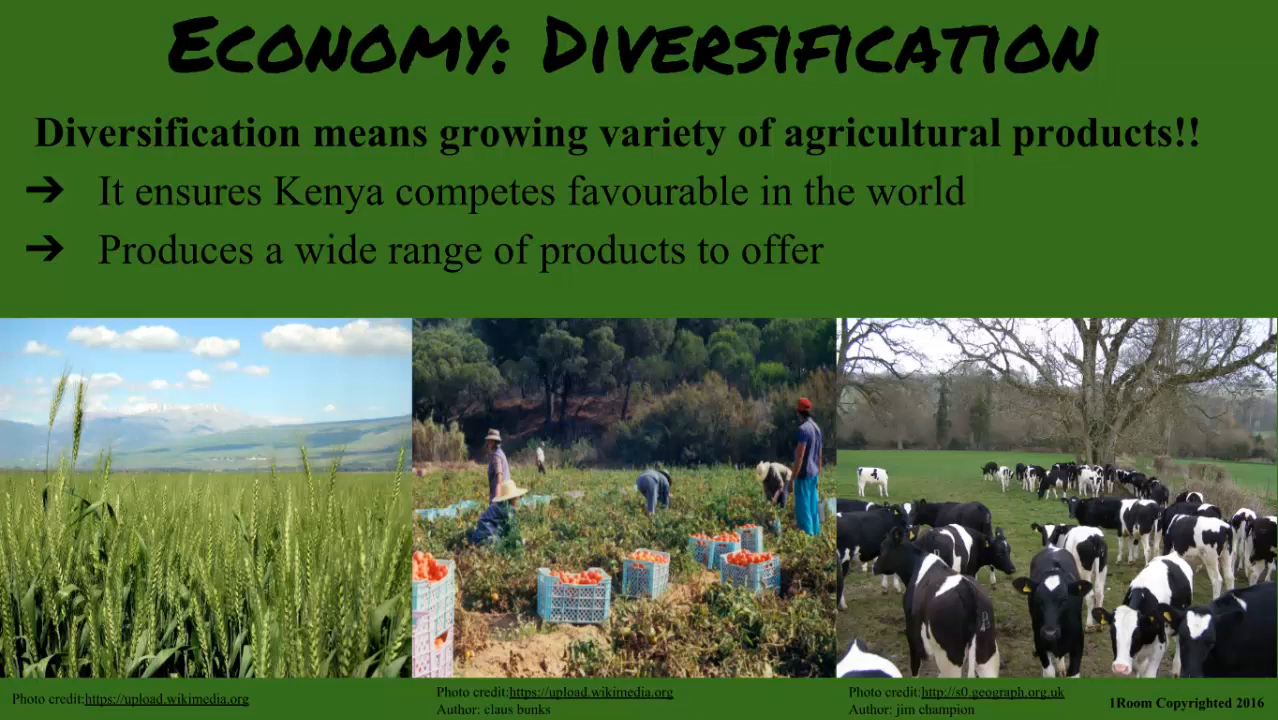 ECONOMY: DIVERSIFICATION
Diversification means growing variety of agricultural products!!
➔ It ensures Kenya competes favourable in the world
➔ Produces a wide range of products to offer
Photo credit:https://upload.wikimedia.org
Photo credit:https://upload.wikimedia.org
Author: claus bunks
Photo credit:http://s0.geograph.org.uk
Author: jim champion
1Room Copyrighted 2016